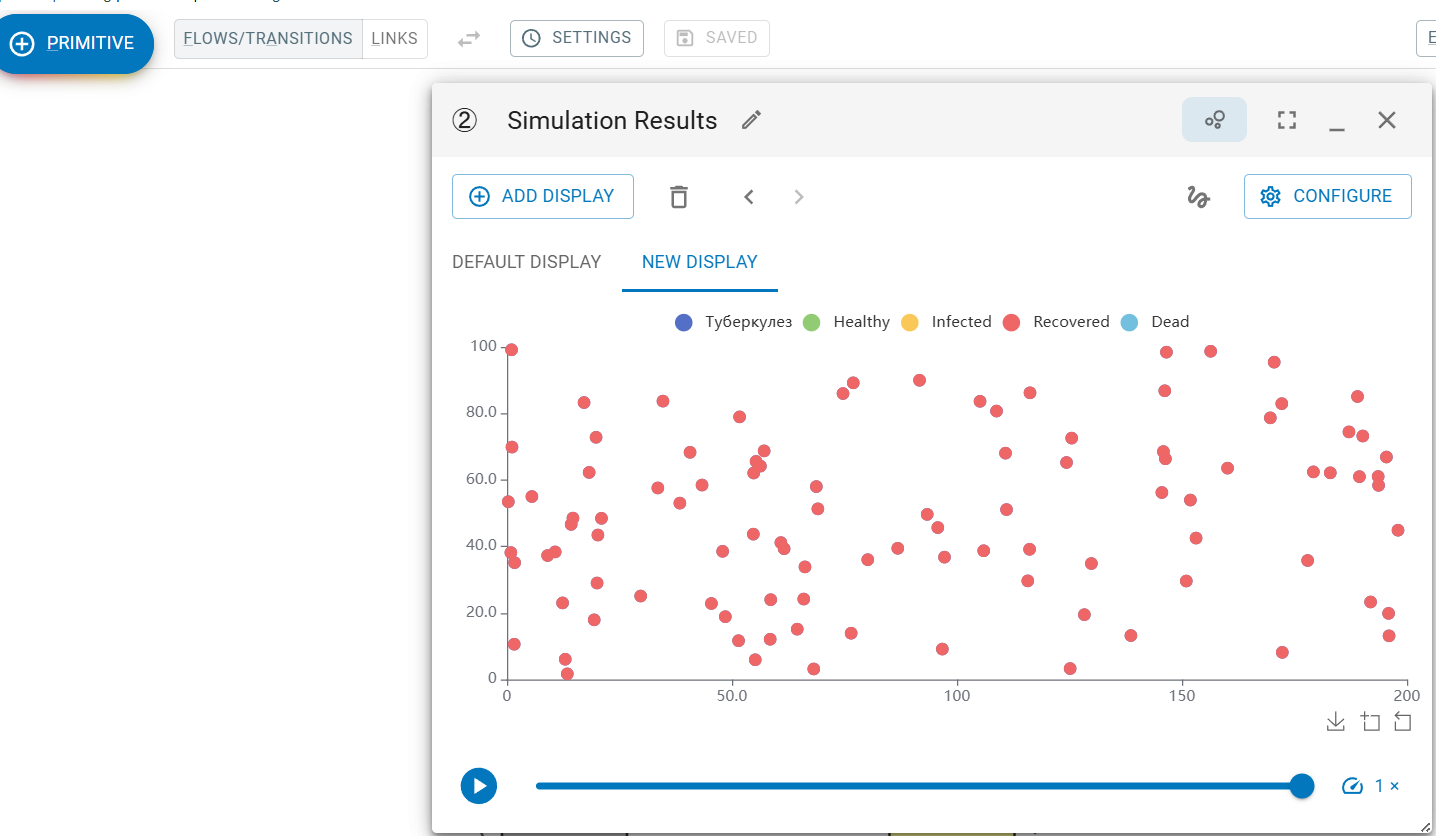 PRIMITIVE
FLOWS/TRANSITIONS LINKS
SETTINGS
SAVED
② Simulation Results
ADD DISPLAY
CONFIGURE
DEFAULT DISPLAY NEW DISPLAY
Туберкулез Healthy Infected Recovered Dead
100
80.0
60.0
40.0
20.0
0
0 50.0 100 150 200
1 ×